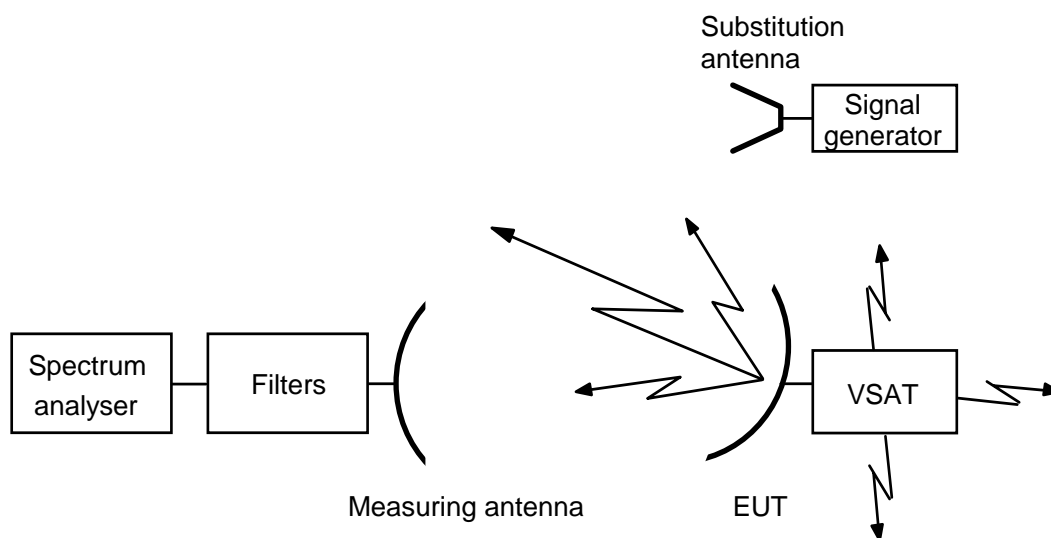 Substitution
antenna
Signal
generator
Spectrum
analyser
Filters
VSAT
Measuring antenna
EUT